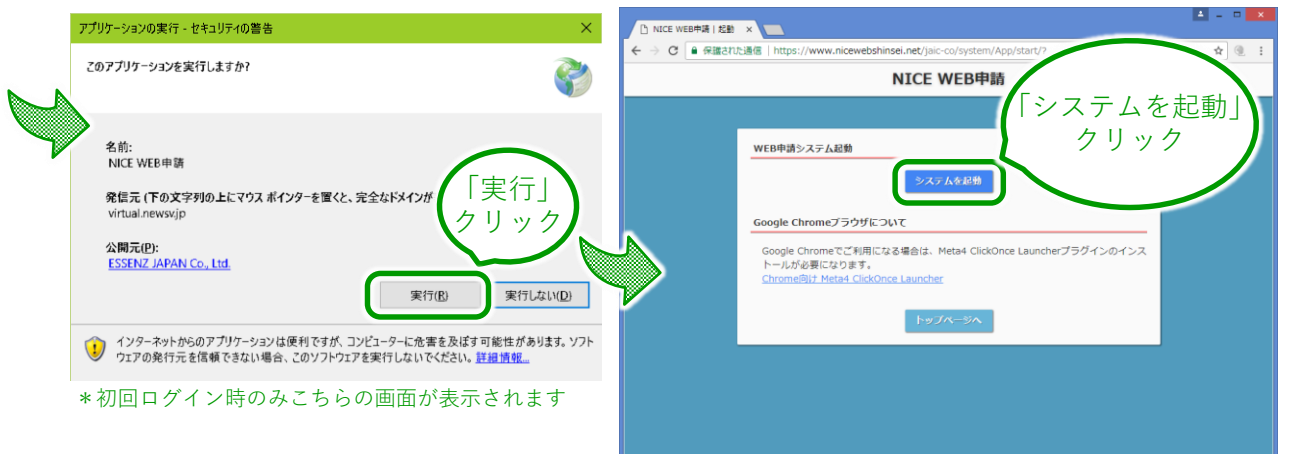 アプリケーションの実行 - セキュリティの警告
このアプリケーションを実行しますか?
名前:
NICE WEB申請
発信元 (下の文字列の上にマウス ポインターを置くと、完全なドメインが
virtual.newsv.jp
公開元(P):
ESSENZ JAPAN Co., Ltd.
「実行」
クリック
実行(R)
実行しない(D)
インターネットからのアプリケーションは便利ですが、コンピューターに危害を及ぼす可能性があります。ソフト
ウェアの発行元を信頼できない場合、このソフトウェアを実行しないでください。詳細情報...
*初回ログイン時のみこちらの画面が表示されます
NICE WEB申請 | 起動
保護された通信 | https://www.nicewebshinsei.net/jaic-co/system/App/start/?
NICE WEB申請
「システムを起動」
クリック
WEB申請システム起動
システムを起動
Google Chromeブラウザについて
Google Chromeでご利用になる場合は、Meta4 ClickOnce Launcherプラグインのインス
トールが必要になります。
Chrome向け Meta4 ClickOnce Launcher
トップページへ